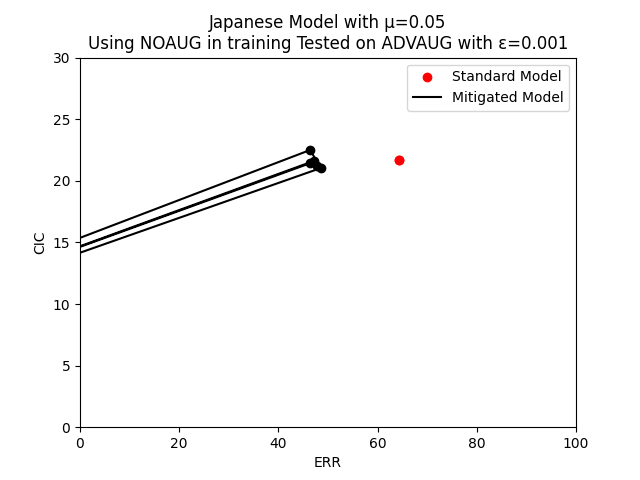 Japanese Model with μ=0.05
Using NOAUG in training Tested on ADVAUG with ε=0.001
Standard Model
Mitigated Model
30
25
20
15
10
5
0
CIC
0 20 40 60 80 100
ERR